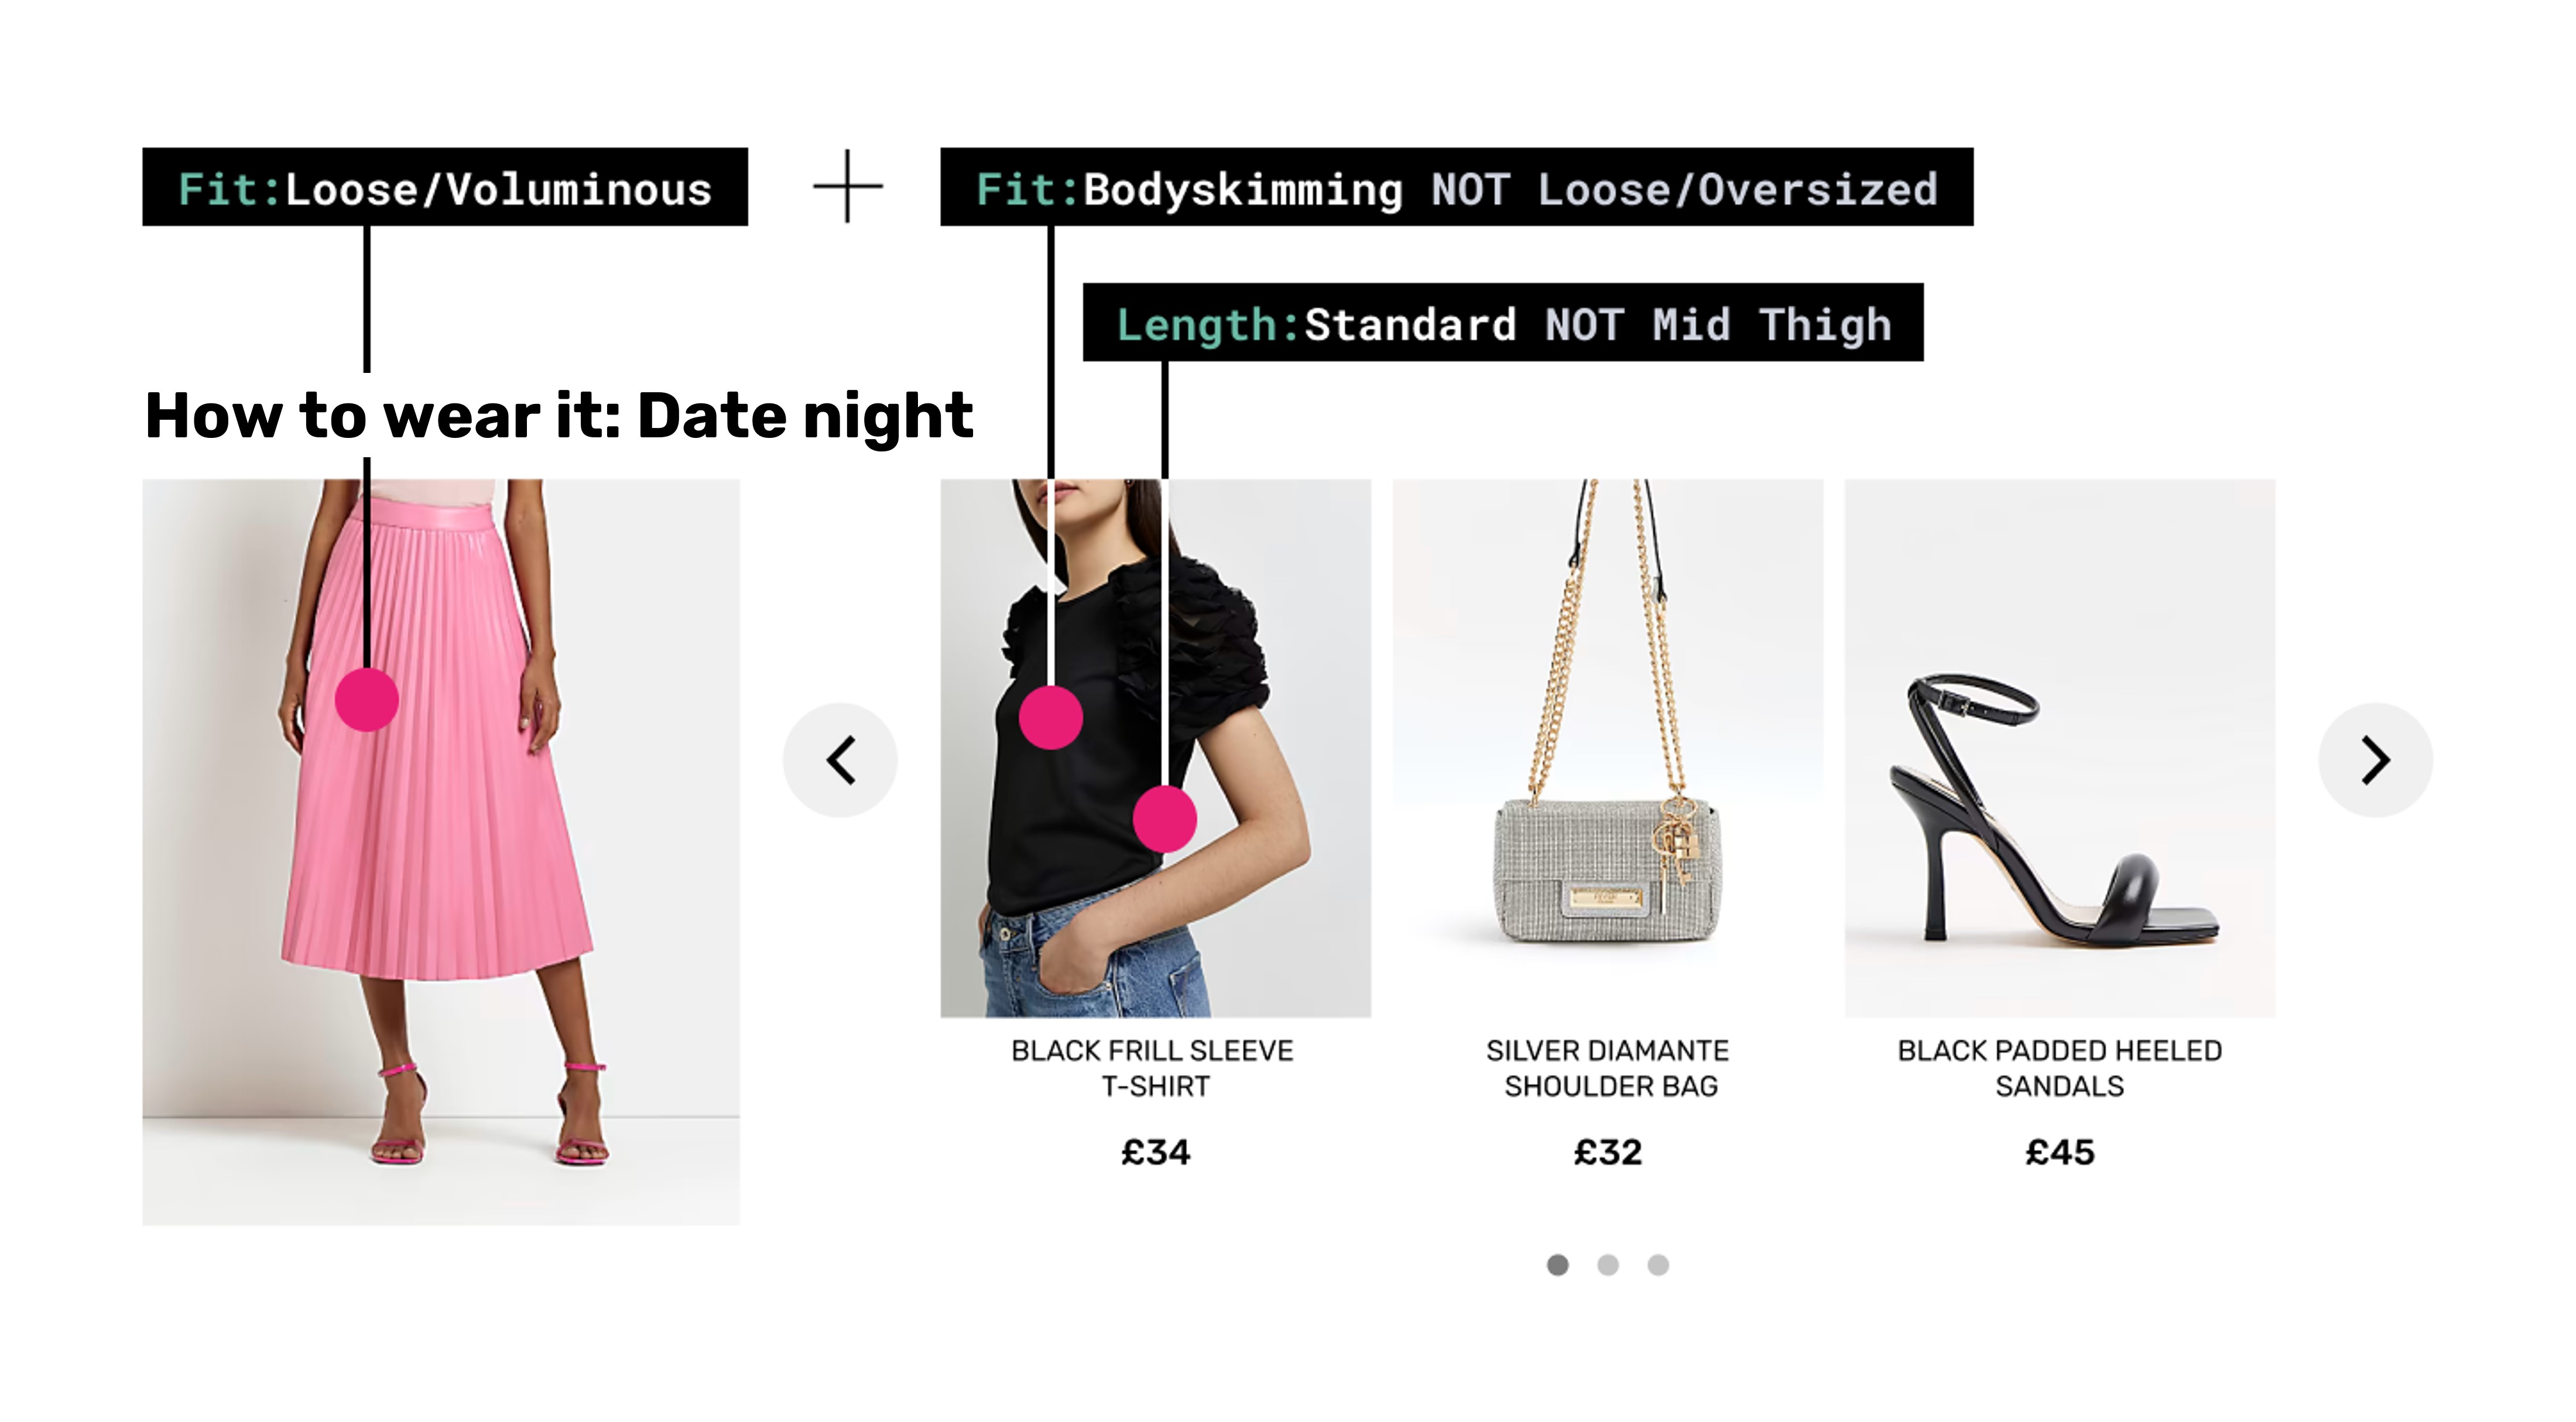 Fit:Loose/Voluminous
Fit:Bodyskimming NOT Loose/Oversized
Length:Standard NOT Mid Thigh
How to wear it: Date night
BLACK FRILL SLEEVE
T-SHIRT
£34
SILVER DIAMANTE
SHOULDER BAG
£32
BLACK PADDED HEELED
SANDALS
£45